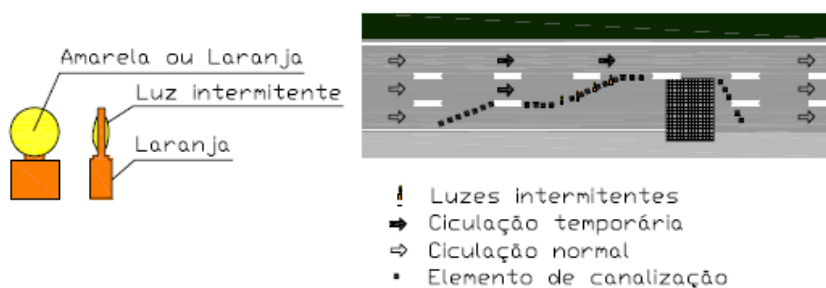 Amarela ou Laranja
Luz intermitente
Laranja
Luzes intermitentes
Ciculação temporária
Ciculação normal
Elemento de canalização